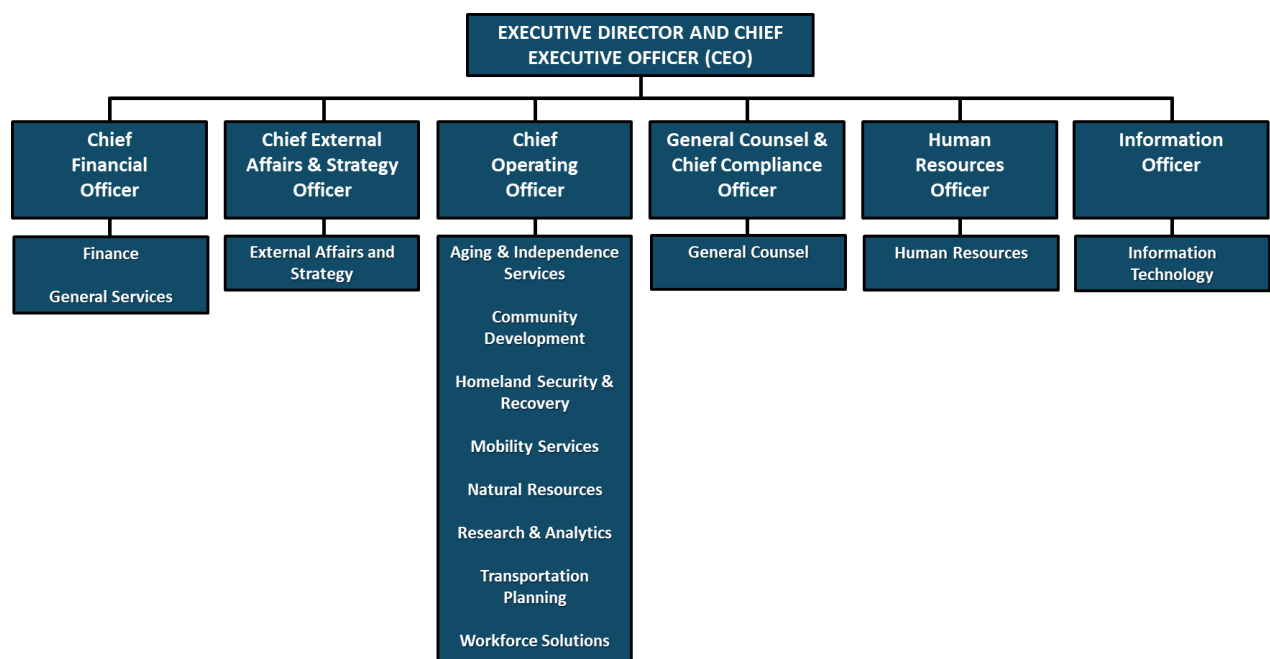 EXECUTIVE DIRECTOR AND CHIEF
EXECUTIVE OFFICER (CEO)
Chief
Financial
Officer
Chief External
Affairs & Strategy
Officer
Chief
Operating
Officer
General Counsel &
Chief Compliance
Officer
Human
Resources
Officer
Information
Officer
Finance
General Services
External Affairs and
Strategy
Aging & Independence
Services
Community
Development
Homeland Security &
Recovery
Mobility Services
Natural Resources
Research & Analytics
Transportation
Planning
Workforce Solutions
General Counsel
Human Resources
Information
Technology